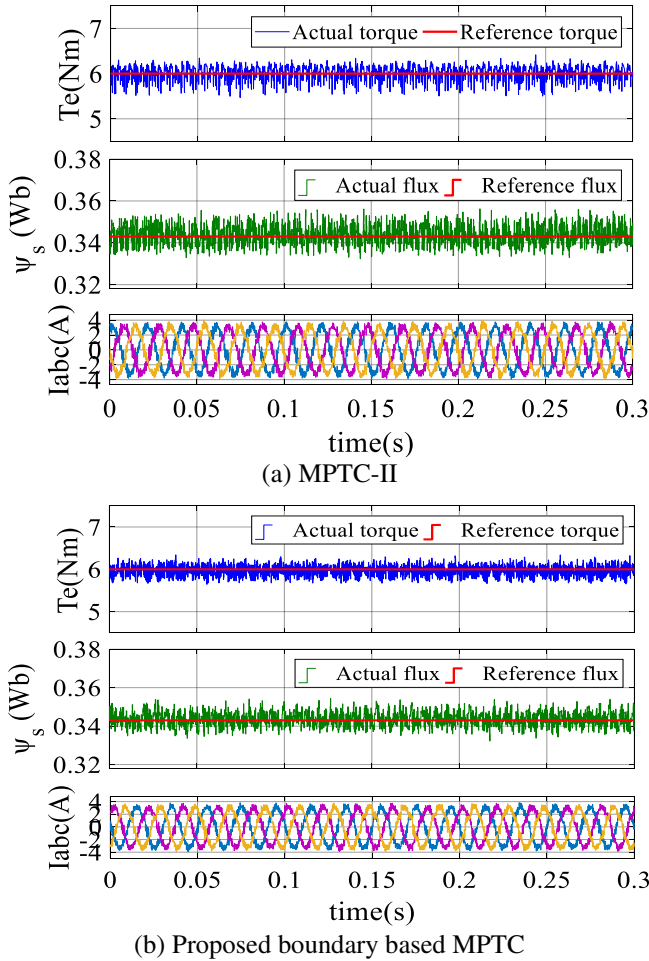 Te(Nm)
7
6
5
Actual torque Reference torque
ψs (Wb)
0.38
0.36
0.34
0.32
Actual flux Reference flux
Iabc(A)
4
2
0
-2
-4
0 0.05 0.1 0.15 0.2 0.25 0.3
time(s)
(a) MPTC-II
Te(Nm)
7
6
5
Actual torque Reference torque
ψs (Wb)
0.38
0.36
0.34
0.32
Actual flux Reference flux
Iabc(A)
4
2
0
-2
-4
0 0.05 0.1 0.15 0.2 0.25 0.3
time(s)
(b) Proposed boundary based MPTC